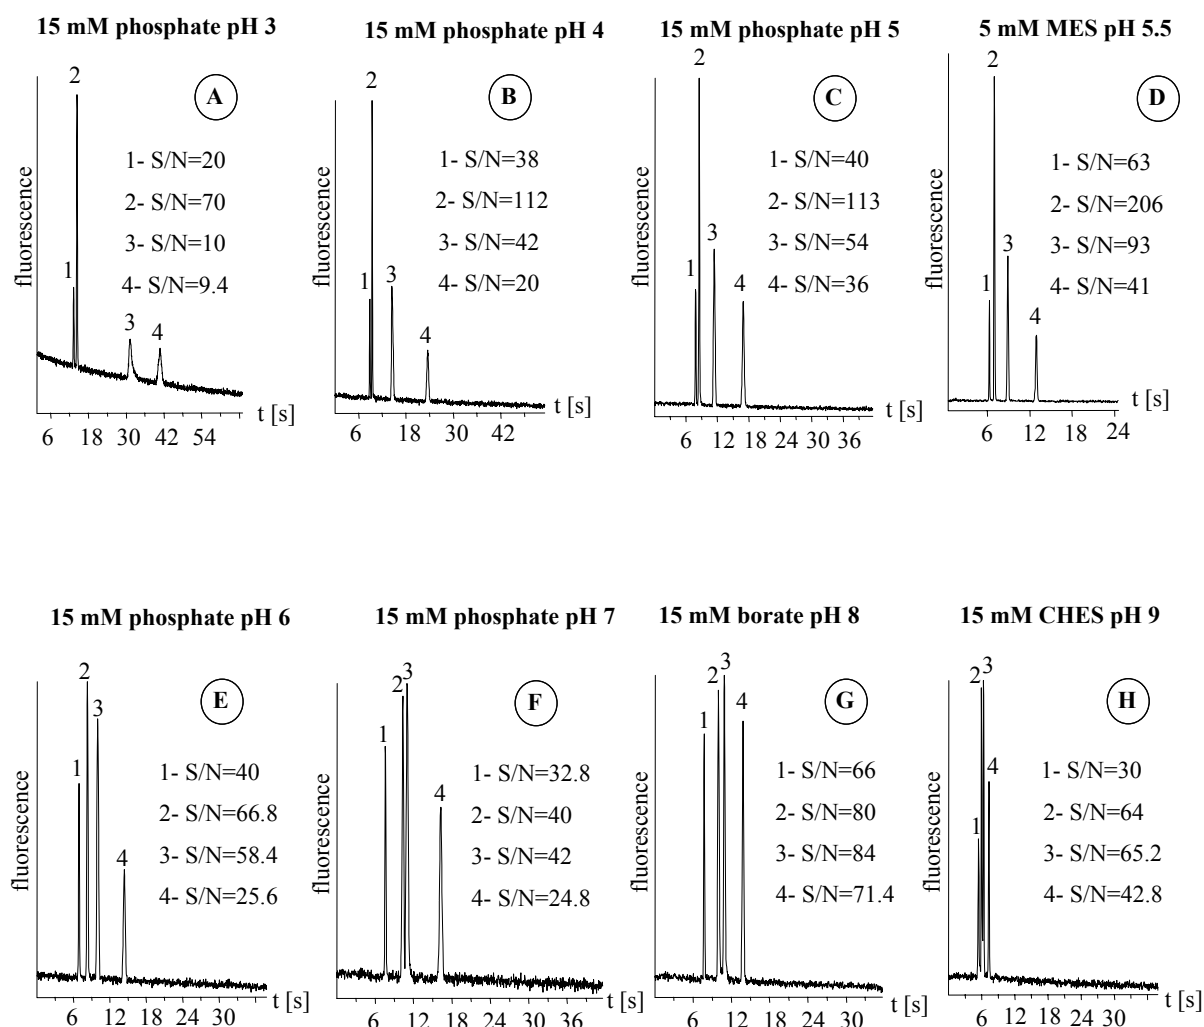 15 mM phosphate pH 3
A
2
1- S/N=20
2- S/N=70
3- S/N=10
4- S/N=9.4
1
3
4
fluorescence
t [s]
6 18 30 42 54
15 mM phosphate pH 4
B
2
1- S/N=38
2- S/N=112
3- S/N=42
4- S/N=20
1
3
4
fluorescence
t [s]
6 18 30 42
15 mM phosphate pH 5
C
2
1- S/N=40
2- S/N=113
3- S/N=54
4- S/N=36
3
1
4
fluorescence
t [s]
6 12 18 24 30 36
5 mM MES pH 5.5
D
2
1- S/N=63
2- S/N=206
3- S/N=93
4- S/N=41
3
1
4
fluorescence
t [s]
6 12 18 24
15 mM phosphate pH 6
E
2
3
1
4
1- S/N=40
2- S/N=66.8
3- S/N=58.4
4- S/N=25.6
fluorescence
t [s]
6 12 18 24 30
15 mM phosphate pH 7
F
3
2
1
4
1- S/N=32.8
2- S/N=40
3- S/N=42
4- S/N=24.8
fluorescence
t [s]
6 12 18 24 30 36
15 mM borate pH 8
G
3
2
4
1
1- S/N=66
2- S/N=80
3- S/N=84
4- S/N=71.4
fluorescence
t [s]
6 12 18 24 30
15 mM CHES pH 9
H
3
2
4
1
1- S/N=30
2- S/N=64
3- S/N=65.2
4- S/N=42.8
fluorescence
t [s]
6 12 18 24 30